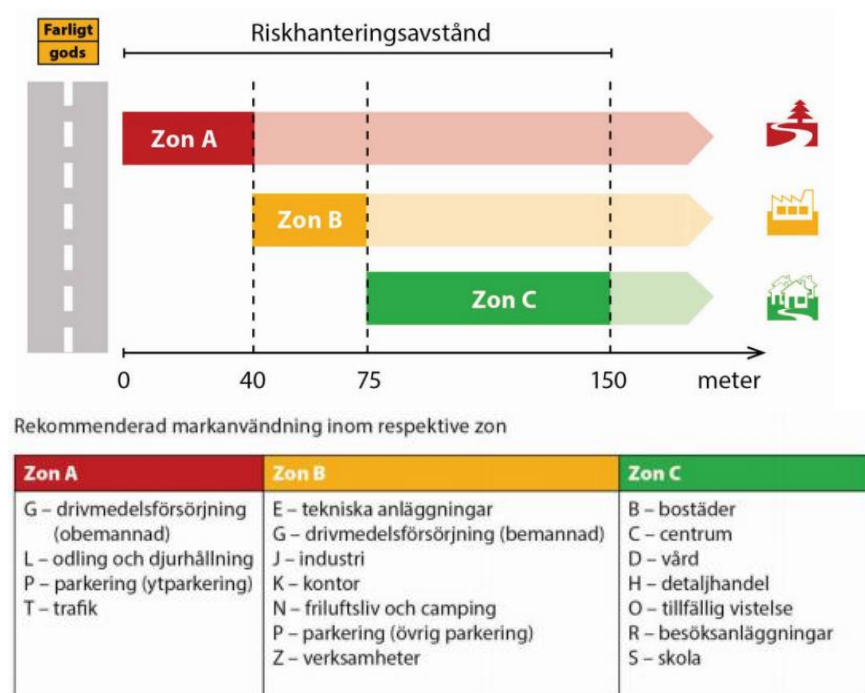 Farligt
gods
Riskhanteringsavstånd
Zon A
Zon B
Zon C
0 40 75 150 meter
Rekommenderad markanvändning inom respektive zon
Zon A
G – drivmedelsförsörjning
(obemannad)
L – odling och djurhållning
P – parkering (ytparkering)
T – trafik
Zon B
E – tekniska anläggningar
G – drivmedelsförsörjning (bemannad)
J – industri
K – kontor
N – friluftsliv och camping
P – parkering (övrig parkering)
Z – verksamheter
Zon C
B – bostäder
C – centrum
D – vård
H – detaljhandel
O – tillfällig vistelse
R – besöksanläggningar
S – skola